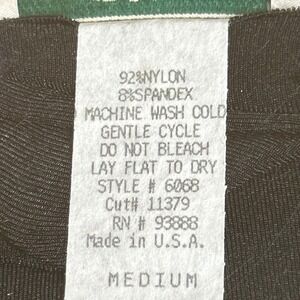 92%NYLON
8%SPANDEX
MACHINE WASH COLD
GENTLE CYCLE
DO NOT BLEACH
LAY FLAT TO DRY
STYLE # 6068
Cut# 11379
RN # 93888
Made in U.S.A.
MEDIUM